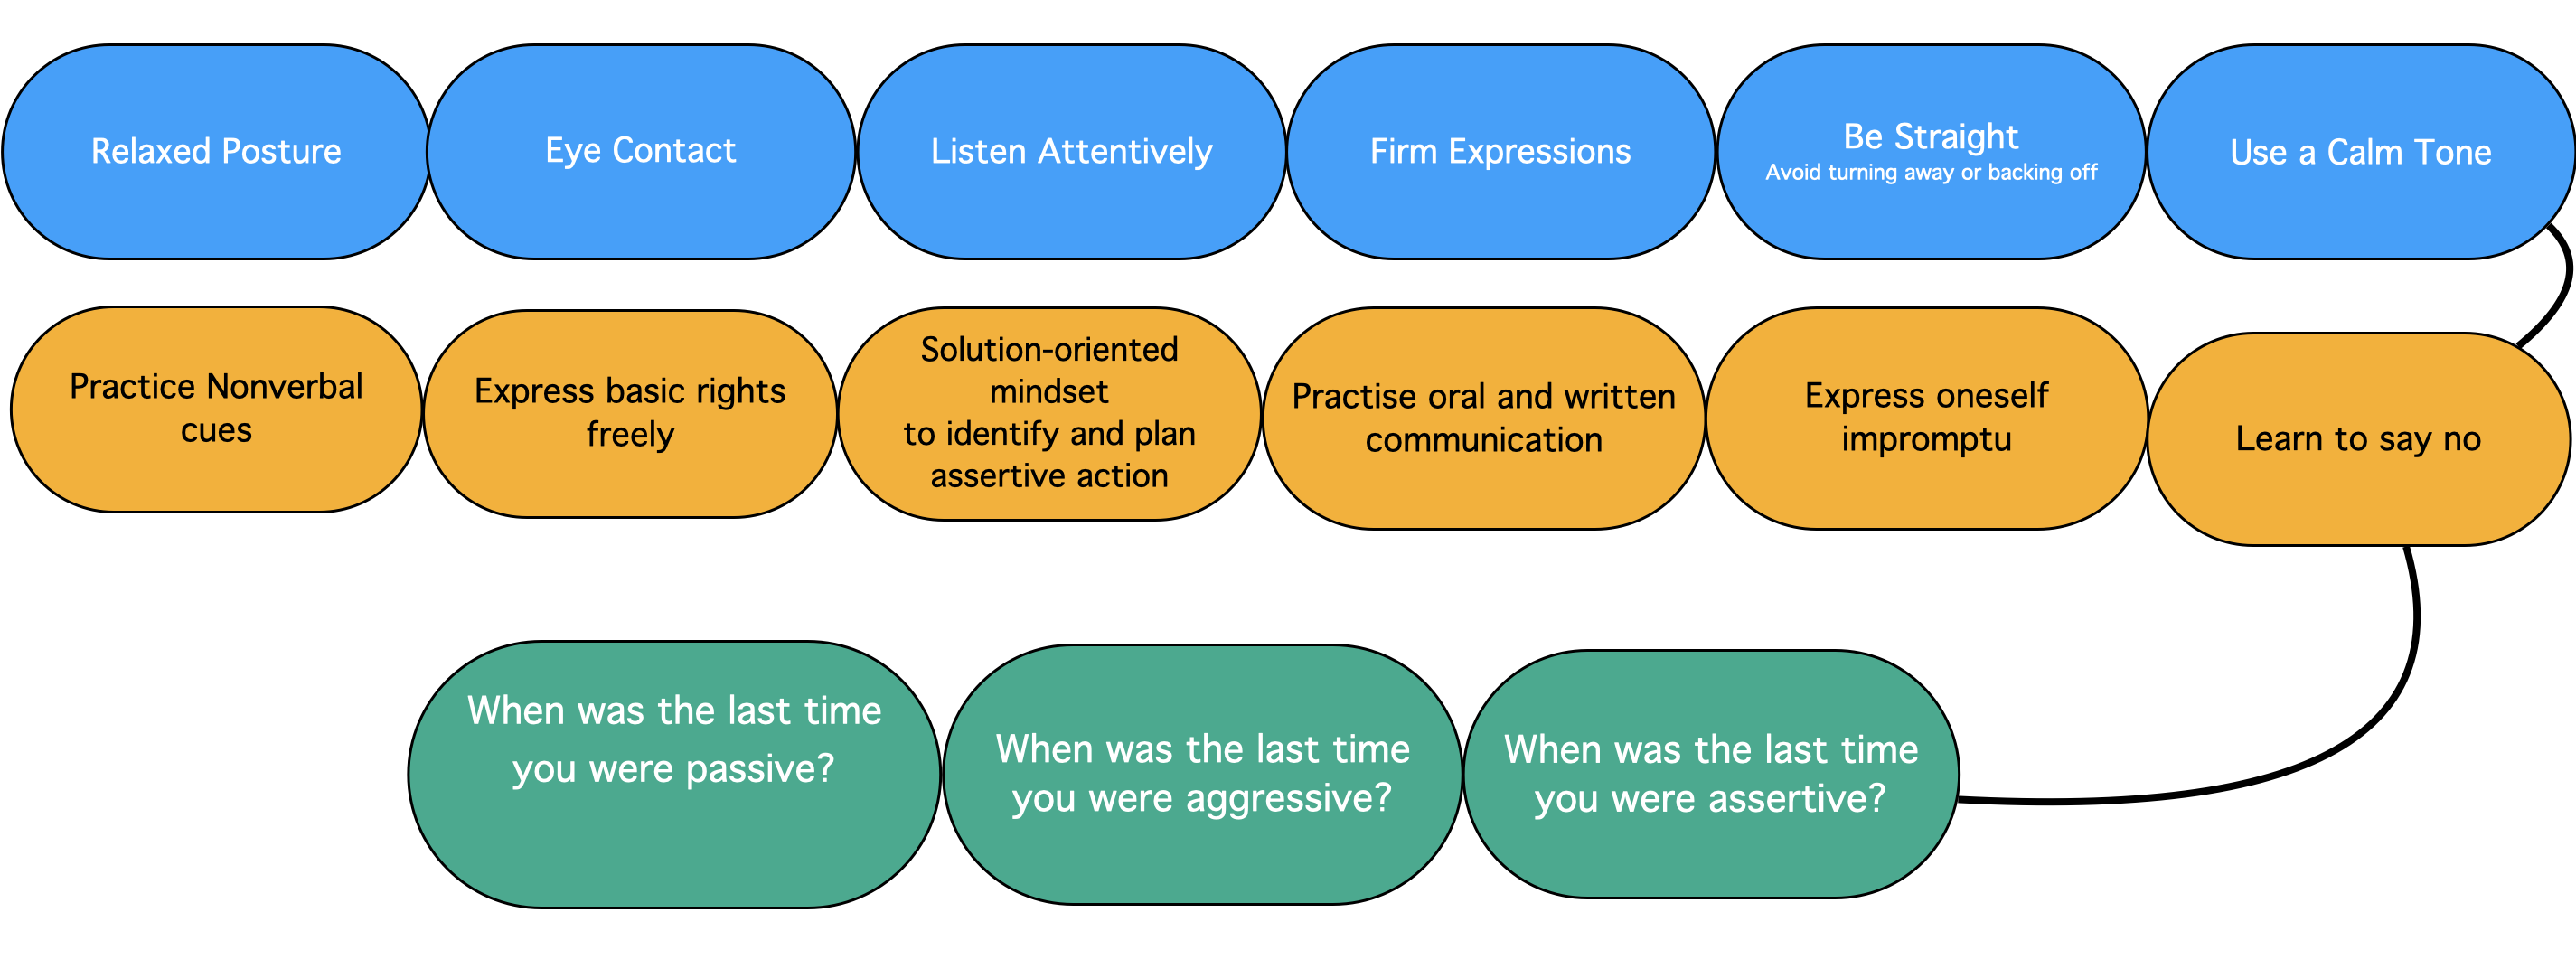 Relaxed Posture
Eye Contact
Listen Attentively
Firm Expressions
Be Straight
Avoid turning away or backing off
Use a Calm Tone
Practice Nonverbal
cues
Express basic rights
freely
Solution-oriented
mindset
to identify and plan
assertive action
Practise oral and written
communication
Express oneself
impromptu
Learn to say no
When was the last time
you were passive?
When was the last time
you were aggressive?
When was the last time
you were assertive?